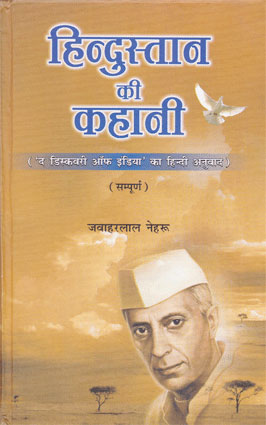 हिन्दुस्तान
की
कहानी
( 'द डिस्कवरी ऑफ इंडिया' का हिन्दी अनुवाद )
(सम्पूर्ण)
जवाहरलाल नेहरू